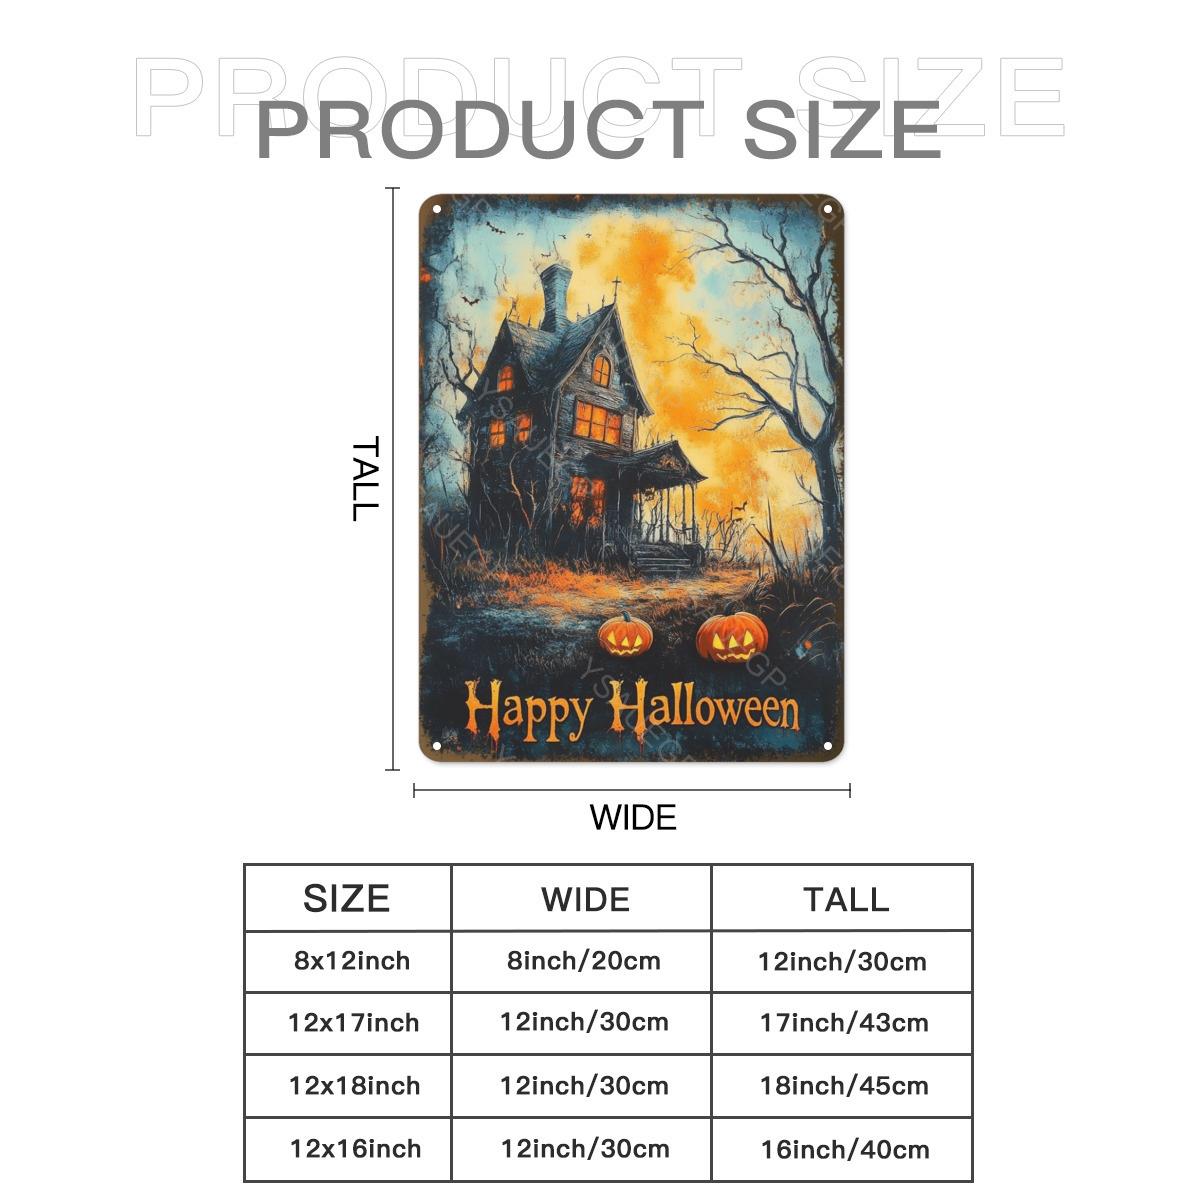 PRODUCT SIZE
PRODUCT SIZE
TALL
Happy Halloween
WIDE
SIZE WIDE TALL
8x12inch 8inch/20cm 12inch/30cm
12x17inch 12inch/30cm 17inch/43cm
12x18inch 12inch/30cm 18inch/45cm
12x16inch 12inch/30cm 16inch/40cm